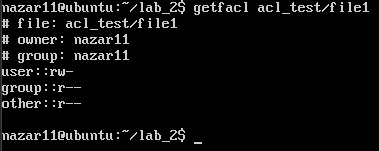 nazar11@ubuntu:~/lab_2$ getfacl acl_test/file1
# file: acl_test/file1
# owner: nazar11
# group: nazar11
user::rw-
group::r--
other::r--
nazar11@ubuntu:~/lab_2$ _